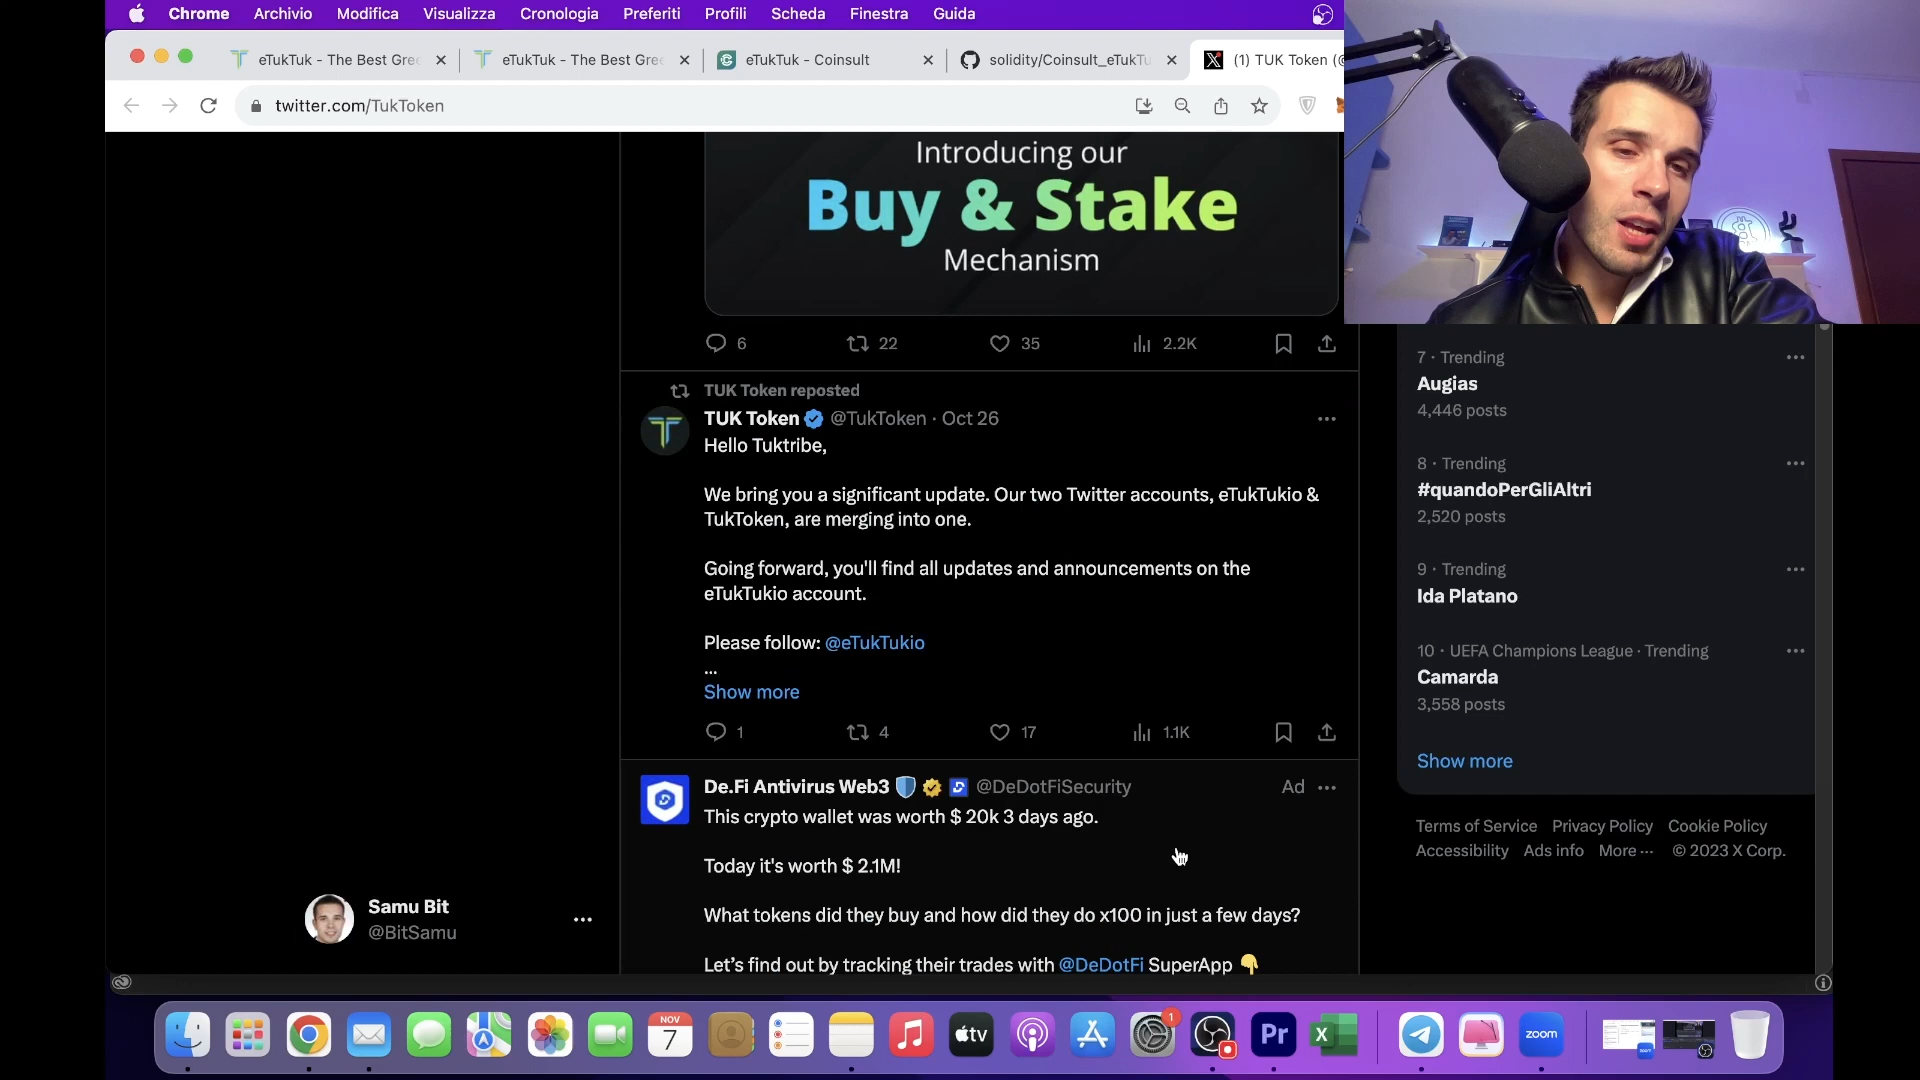 Chrome Archivio Modifica Visualizza Cronologia Preferiti Profili Scheda Finestra Guida
eTukTuk - The Best Gre
eTukTuk - The Best Gre
eTukTuk - Coinsult
solidity/Coinsult_eTukTu
(1) TUK Token (@
twitter.com/TukToken
Introducing our
Buy & Stake
Mechanism
6 22 35 2.2K
TUK Token reposted
TUK Token @TukToken · Oct 26
Hello Tuktribe,
We bring you a significant update. Our two Twitter accounts, eTukTukio &
TukToken, are merging into one.
Going forward, you'll find all updates and announcements on the
eTukTukio account.
Please follow: @eTukTukio
...
Show more
1 4 17 1.1K
De.Fi Antivirus Web3 @DeDotFiSecurity Ad
This crypto wallet was worth $ 20k 3 days ago.
Today it's worth $ 2.1M!
What tokens did they buy and how did they do x100 in just a few days?
Let's find out by tracking their trades with @DeDotFi SuperApp 👇
7 · Trending
Augias
4,446 posts
8 · Trending
#quandoPerGliAltri
2,520 posts
9 · Trending
Ida Platano
10 · UEFA Champions League · Trending
Camarda
3,558 posts
Show more
Terms of Service Privacy Policy Cookie Policy
Accessibility Ads info More ··· © 2023 X Corp.
Samu Bit
@BitSamu
NOV
7
tv
1
Pr
X
zoom